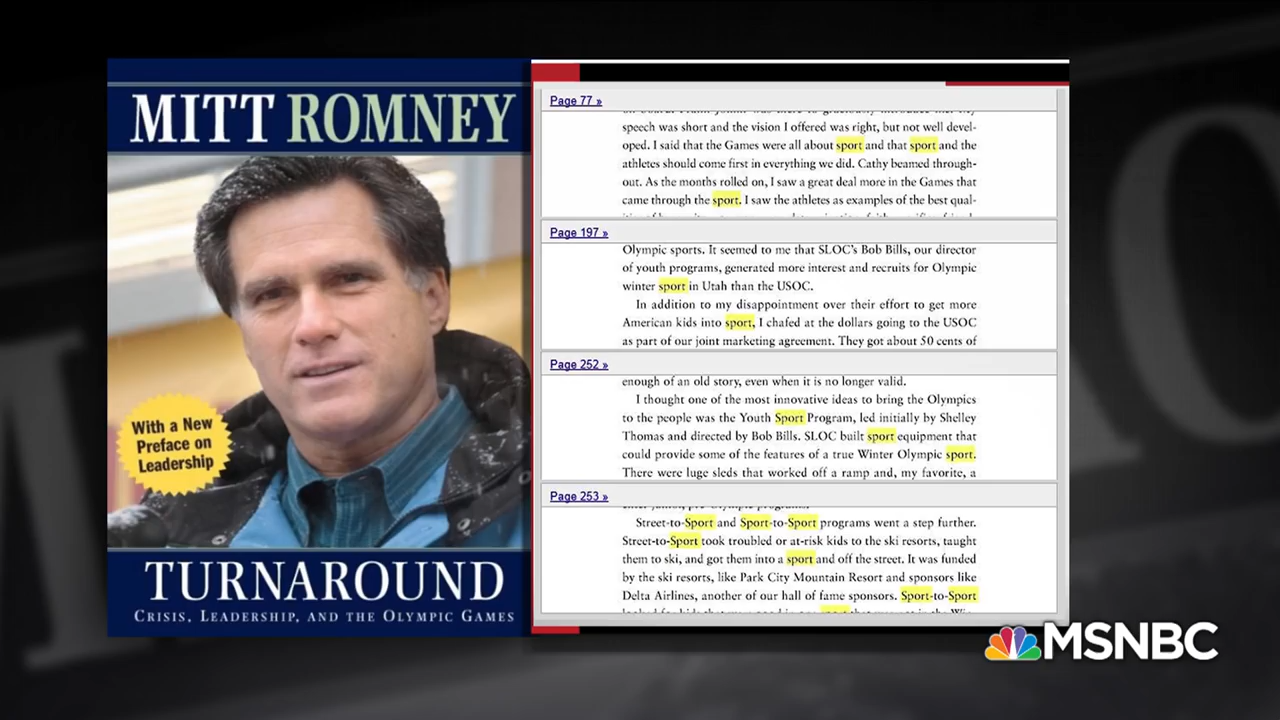 MITT ROMNEY
With a New
Preface on
Leadership
TURNAROUND
CRISIS, LEADERSHIP, AND THE OLYMPIC GAMES
Page 77 »
speech was short and the vision I offered was right, but not well devel-
oped. I said that the Games were all about sport and that sport and the
athletes should come first in everything we did. Cathy beamed through-
out. As the months rolled on, I saw a great deal more in the Games that
came through the sport. I saw the athletes as examples of the best qual-
Page 197 »
Olympic sports. It seemed to me that SLOC's Bob Bills, our director
of youth programs, generated more interest and recruits for Olympic
winter sport in Utah than the USOC.
In addition to my disappointment over their effort to get more
American kids into sport, I chafed at the dollars going to the USOC
as part of our joint marketing agreement. They got about 50 cents of
Page 252 »
enough of an old story, even when it is no longer valid.
I thought one of the most innovative ideas to bring the Olympics
to the people was the Youth Sport Program, led initially by Shelley
Thomas and directed by Bob Bills. SLOC built sport equipment that
could provide some of the features of a true Winter Olympic sport.
There were luge sleds that worked off a ramp and, my favorite, a
Page 253 »
Street-to-Sport and Sport-to-Sport programs went a step further.
Street-to-Sport took troubled or at-risk kids to the ski resorts, taught
them to ski, and got them into a sport and off the street. It was funded
by the ski resorts, like Park City Mountain Resort and sponsors like
Delta Airlines, another of our hall of fame sponsors. Sport-to-Sport
MSNBC